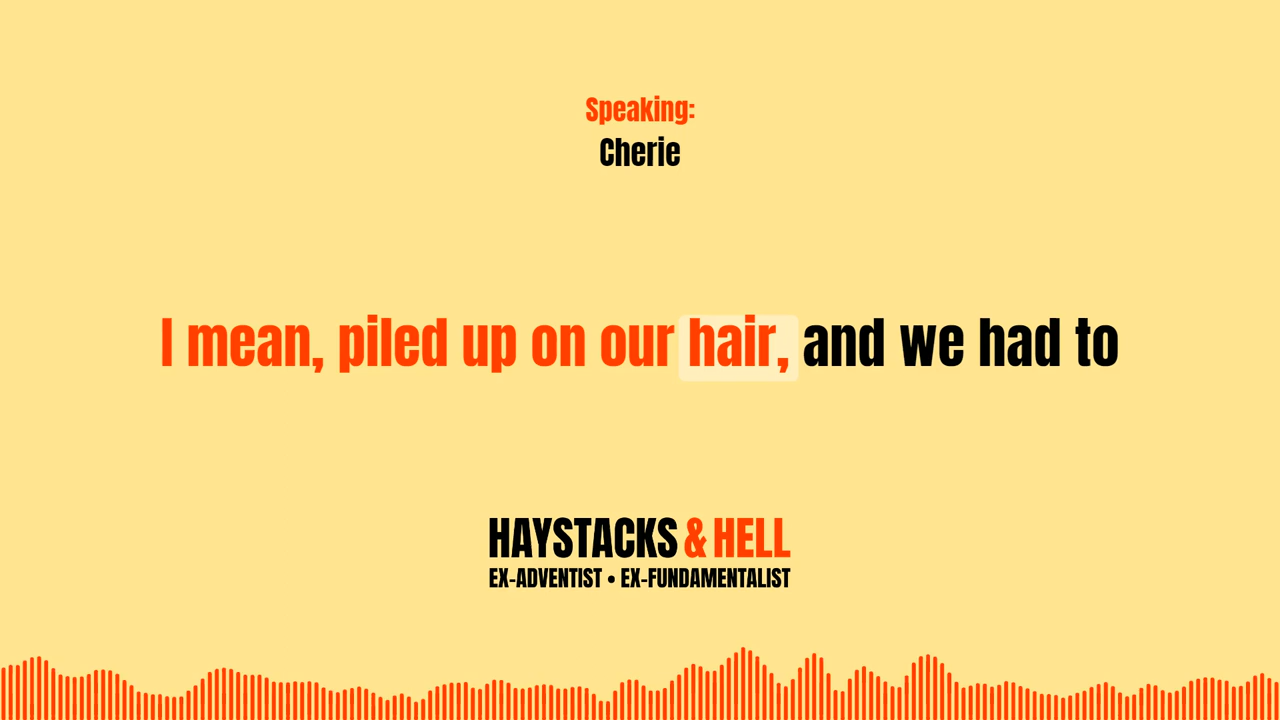 Speaking:
Cherie
I mean, piled up on our hair, and we had to
HAYSTACKS & HELL
EX-ADVENTIST • EX-FUNDAMENTALIST